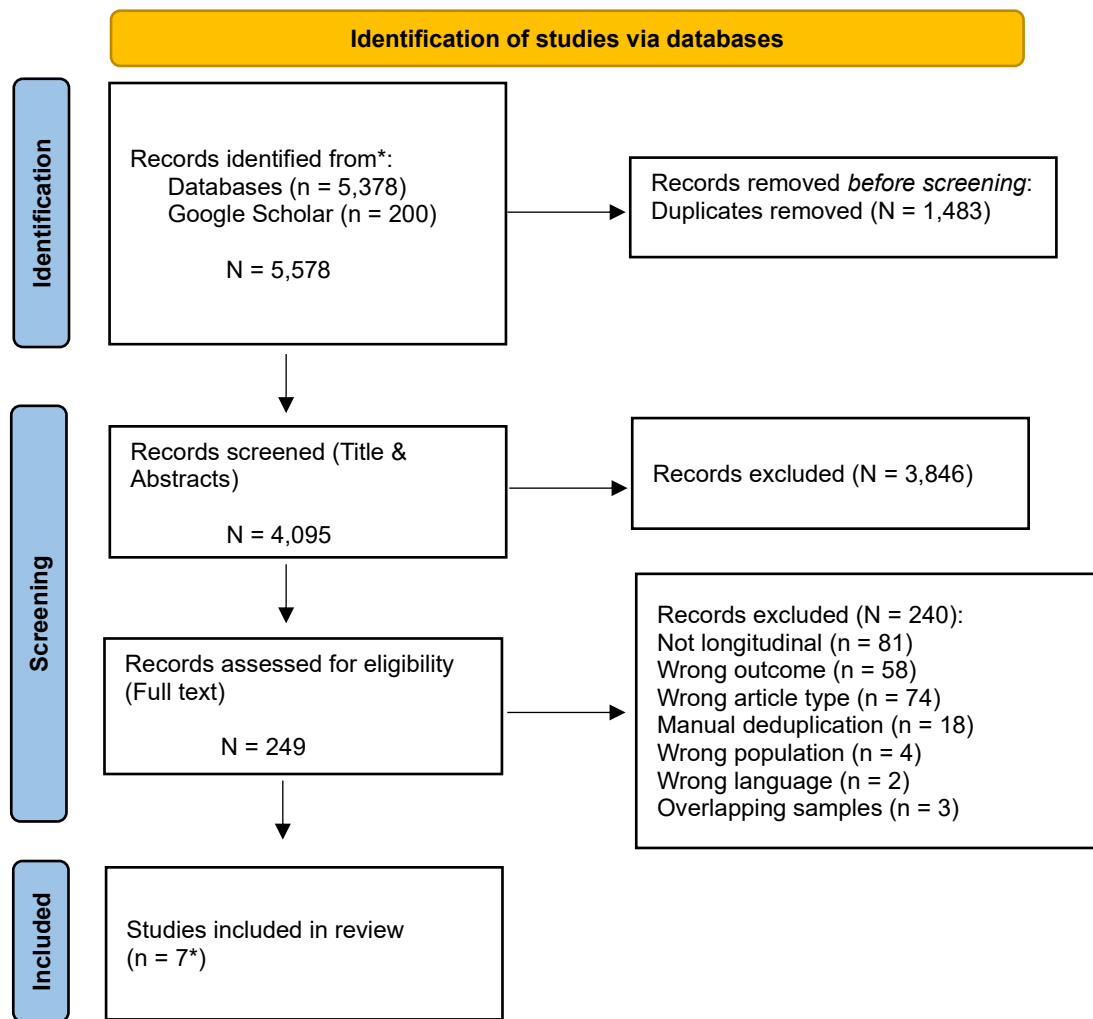 Identification of studies via databases
Identification
Records identified from*:
Databases (n = 5,378)
Google Scholar (n = 200)
N = 5,578
Records removed before screening:
Duplicates removed (N = 1,483)
Screening
Records screened (Title &
Abstracts)
N = 4,095
Records excluded (N = 3,846)
Records assessed for eligibility
(Full text)
N = 249
Records excluded (N = 240):
Not longitudinal (n = 81)
Wrong outcome (n = 58)
Wrong article type (n = 74)
Manual deduplication (n = 18)
Wrong population (n = 4)
Wrong language (n = 2)
Overlapping samples (n = 3)
Included
Studies included in review
(n = 7*)